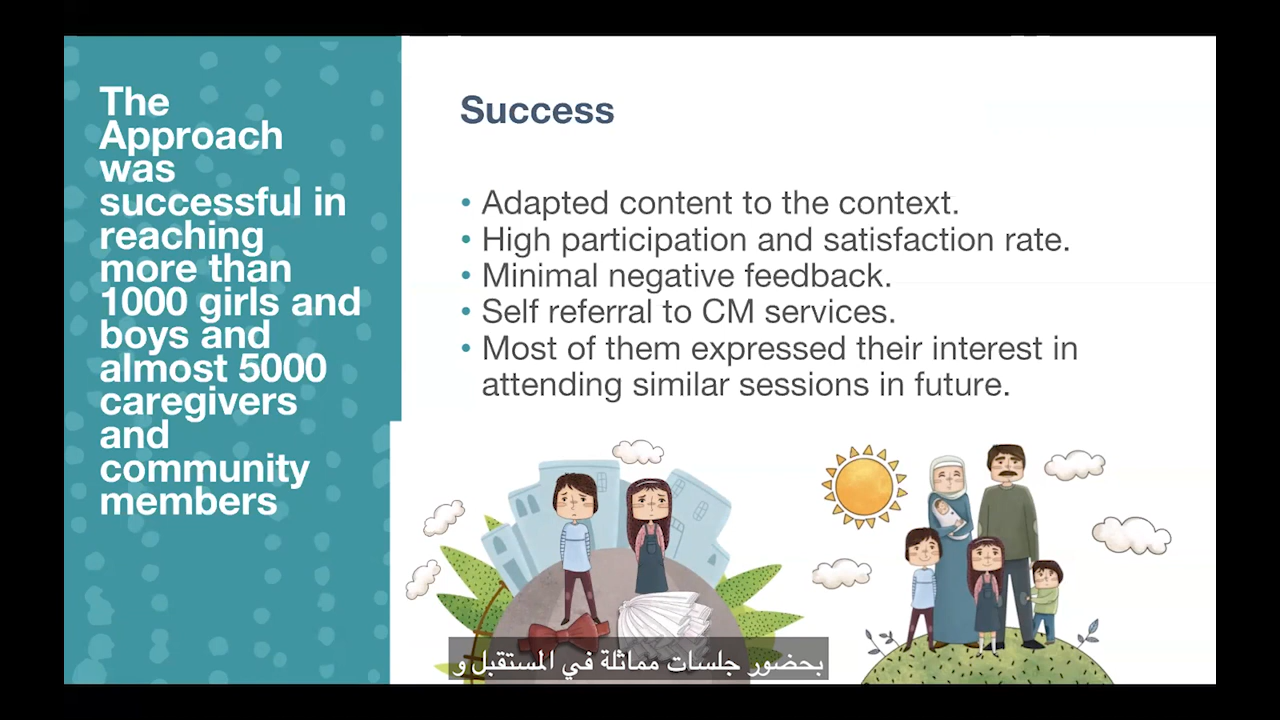 The
Approach
was
successful in
reaching
more than
1000 girls and
boys and
almost 5000
caregivers
and
community
members
Success
• Adapted content to the context.
• High participation and satisfaction rate.
• Minimal negative feedback.
• Self referral to CM services.
• Most of them expressed their interest in
attending similar sessions in future.
بحضور جلسات مماثلة في المستقبل و